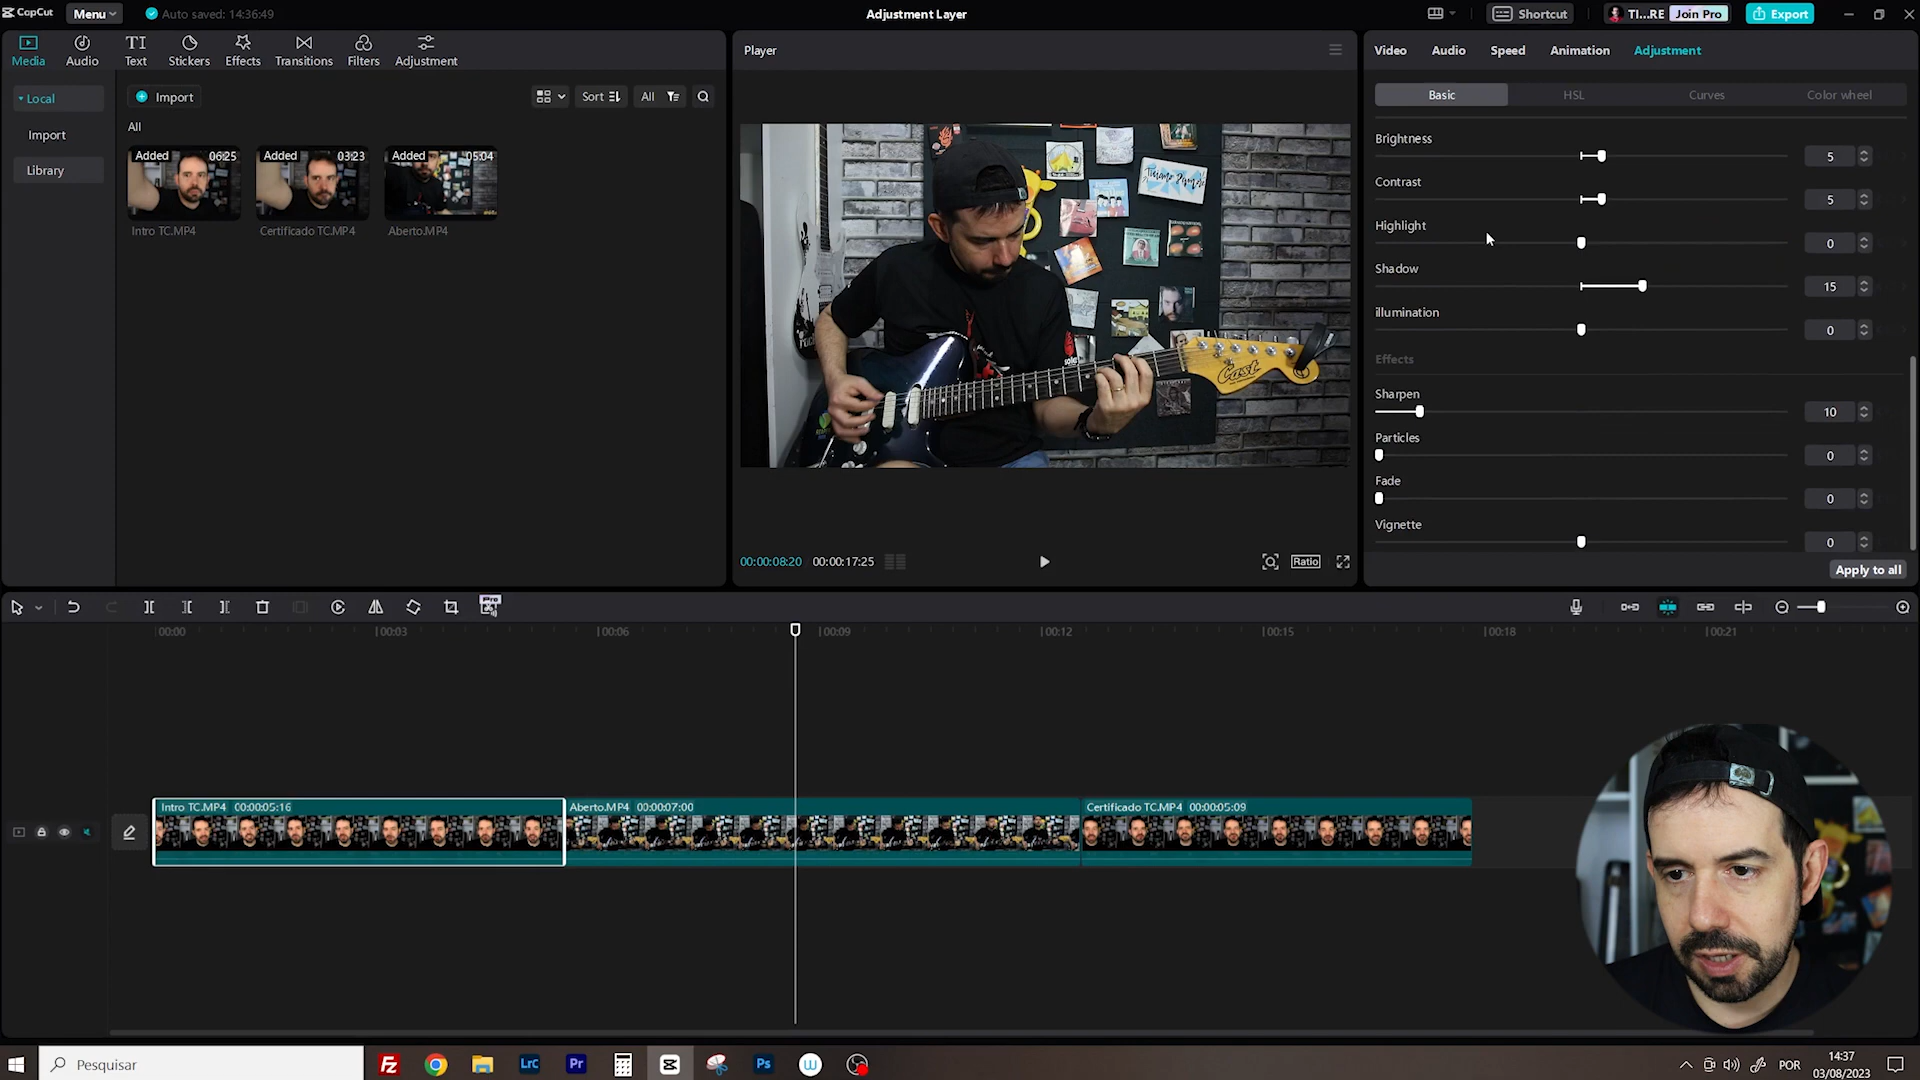 CapCut Menu Auto saved: 14:36:49 Adjustment Layer Shortcut TI...RE Join Pro Export
Media Audio Text Stickers Effects Transitions Filters Adjustment
Local
Import
Library
Import Sort All
All
Added 06:25
Added 03:23
Added 05:04
Intro TC.MP4
Certificado TC.MP4
Aberto.MP4
Player
Cast
00:00:08:20 00:00:17:25 Ratio
Video Audio Speed Animation Adjustment
Basic HSL Curves Color wheel
Brightness
5
Contrast
5
Highlight
0
Shadow
15
illumination
0
Effects
Sharpen
10
Particles
0
Fade
0
Vignette
0
Apply to all
Pro
00:00 00:03 00:06 00:09 00:12 00:15 00:18 00:21
Intro TC.MP4 00:00:05:16
Aberto.MP4 00:00:07:00
Certificado TC.MP4 00:00:05:09
Pesquisar
Fz LrC Pr Ps W
POR
14:37
03/08/2023